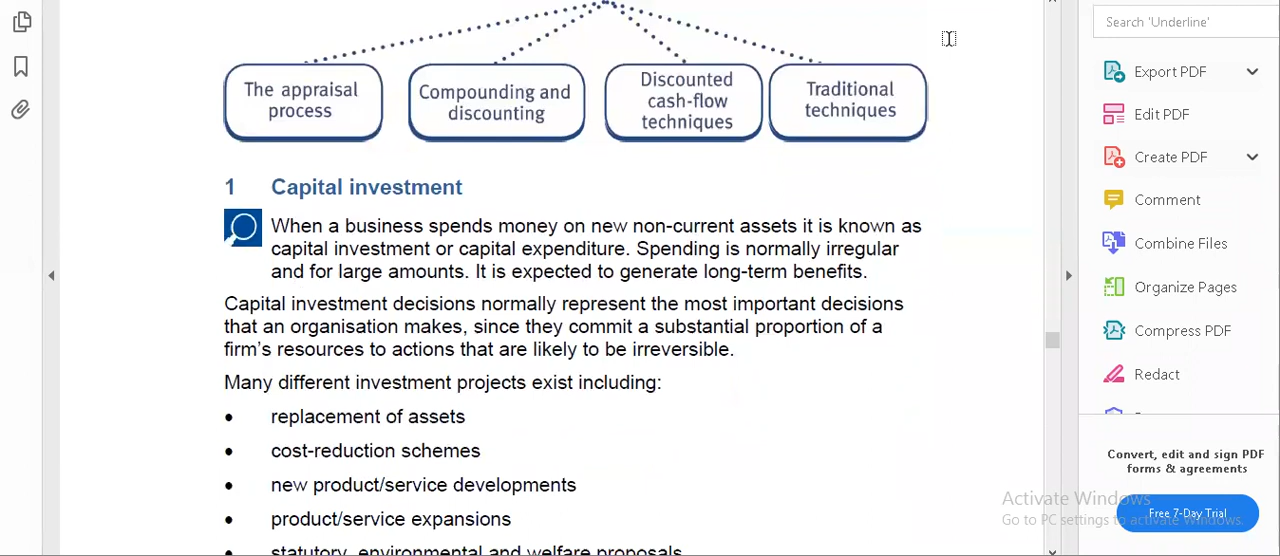 The appraisal
process
Compounding and
discounting
Discounted
cash-flow
techniques
Traditional
techniques
1 Capital investment
When a business spends money on new non-current assets it is known as
capital investment or capital expenditure. Spending is normally irregular
and for large amounts. It is expected to generate long-term benefits.
Capital investment decisions normally represent the most important decisions
that an organisation makes, since they commit a substantial proportion of a
firm's resources to actions that are likely to be irreversible.
Many different investment projects exist including:
• replacement of assets
• cost-reduction schemes
• new product/service developments
• product/service expansions
• statutory, environmental and welfare proposals
Search 'Underline'
Export PDF
Edit PDF
Create PDF
Comment
Combine Files
Organize Pages
Compress PDF
Redact
Convert, edit and sign PDF
forms & agreements
Free 7-Day Trial
Activate Windows
Go to PC settings to activate Windows.